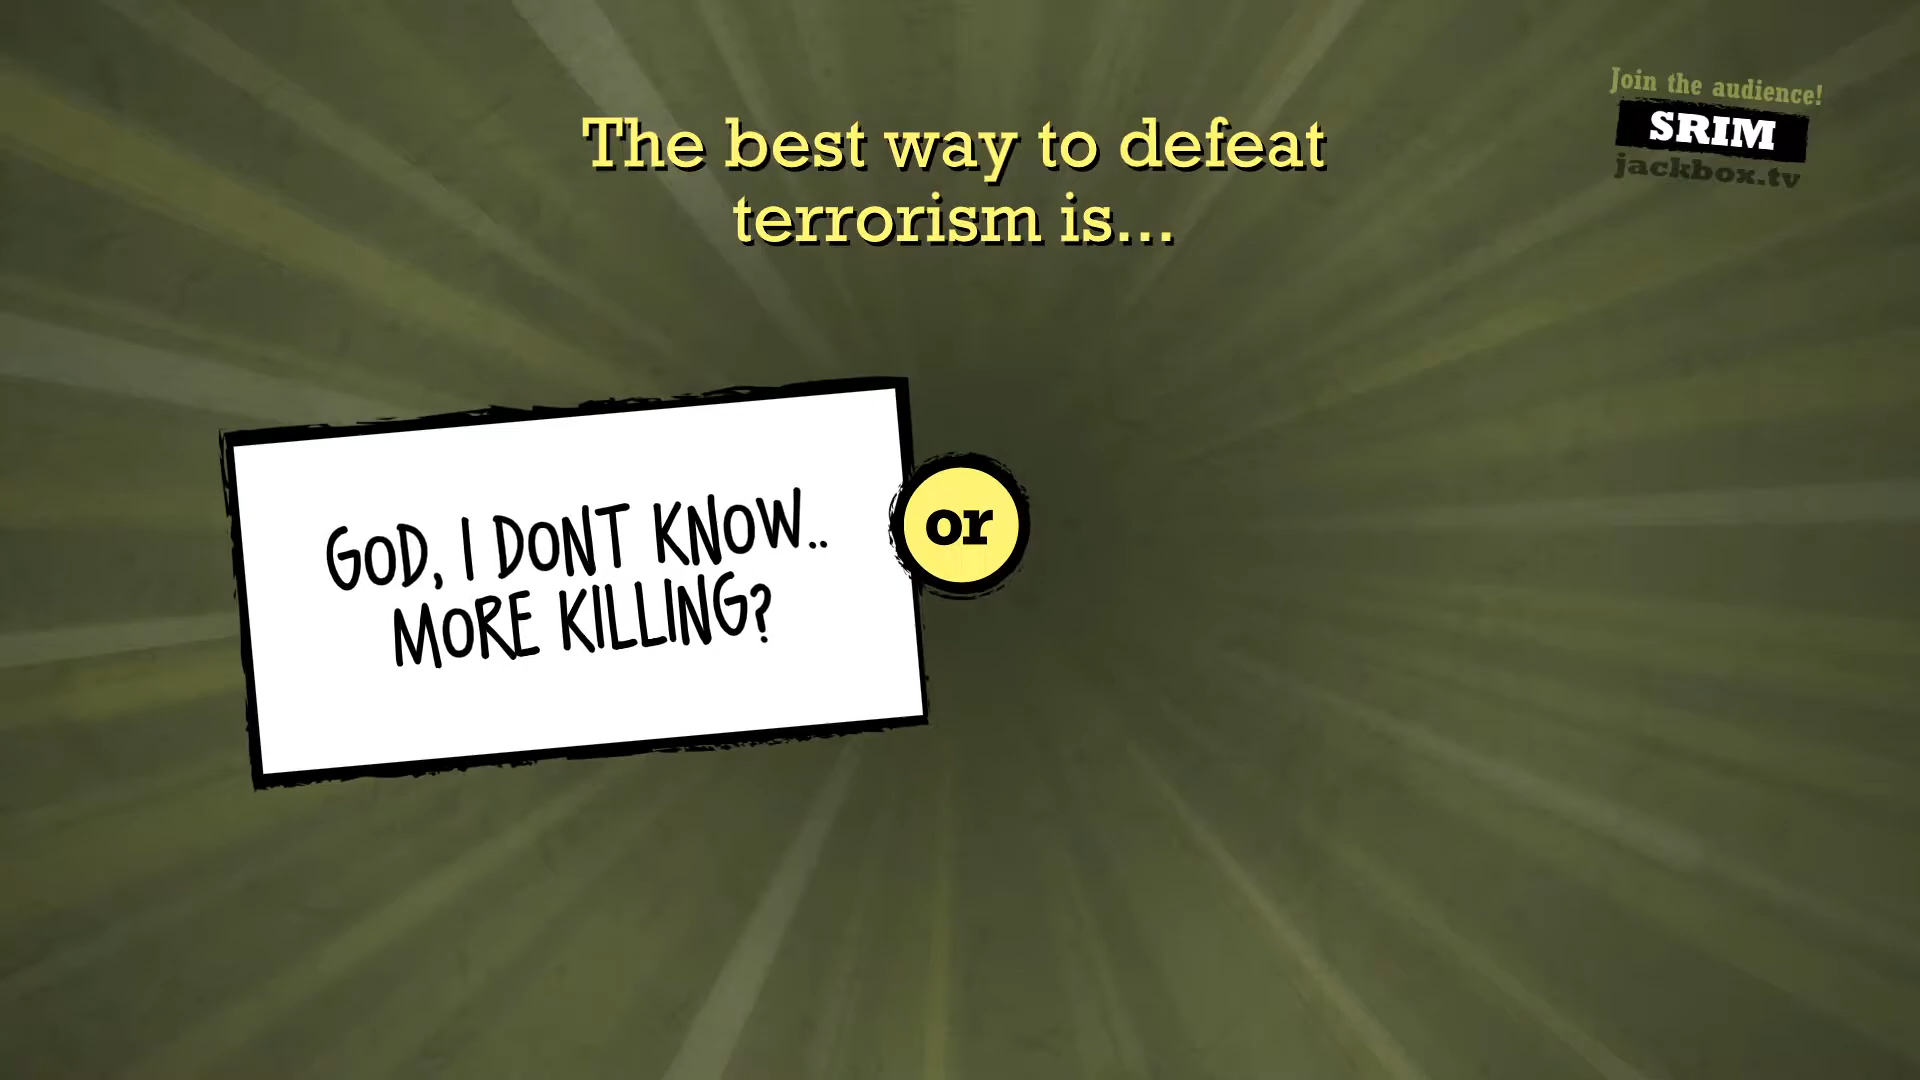 Join the audience!
SRIM
jackbox.tv
The best way to defeat
terrorism is...
GOD, I DONT KNOW..
MORE KILLING?
or